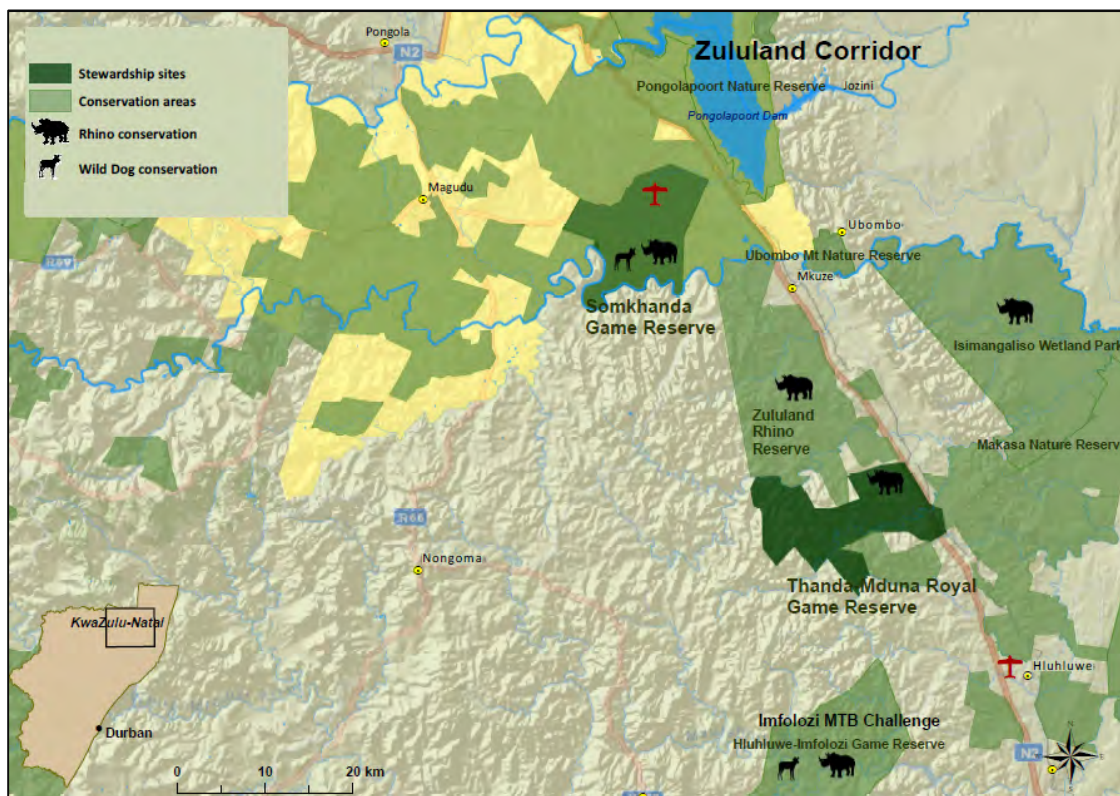 Pongola
N2
Zululand Corridor
Stewardship sites
Conservation areas
Rhino conservation
Wild Dog conservation
Pongolapoort Nature Reserve
Jozini
Pongolapoort Dam
Magudu
Ubombo
Ubombo Mt Nature Reserve
Mkuze
R69
Somkhanda
Game Reserve
Isimangaliso Wetland Park
Zululand
Rhino
Reserve
Makasa Nature Reserve
R66
Nongoma
Thanda Mduna Royal
Game Reserve
KwaZulu-Natal
Hluhluwe
Durban
Imfolozi MTB Challenge
Hluhluwe-Imfolozi Game Reserve
N2
N
E
S
0 10 20 km